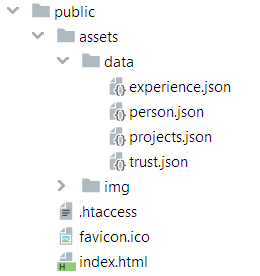 public
assets
data
experience.json
person.json
projects.json
trust.json
img
.htaccess
favicon.ico
index.html